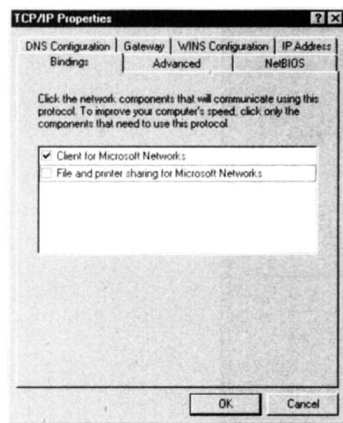 TCP/IP Properties
DNS Configuration Gateway WINS Configuration IP Address
Bindings Advanced NetBIOS
Click the network components that will communicate using this
protocol. To improve your computer's speed, click only the
components that need to use this protocol.
Client for Microsoft Networks
File and printer sharing for Microsoft Networks
OK Cancel